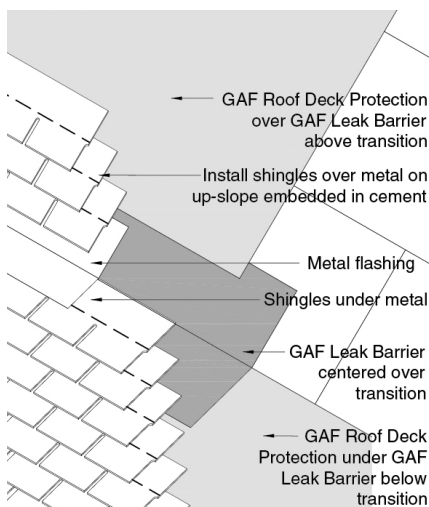 GAF Roof Deck Protection
over GAF Leak Barrier
above transition
Install shingles over metal on
up-slope embedded in cement
Metal flashing
Shingles under metal
GAF Leak Barrier
centered over
transition
GAF Roof Deck
Protection under GAF
Leak Barrier below
transition